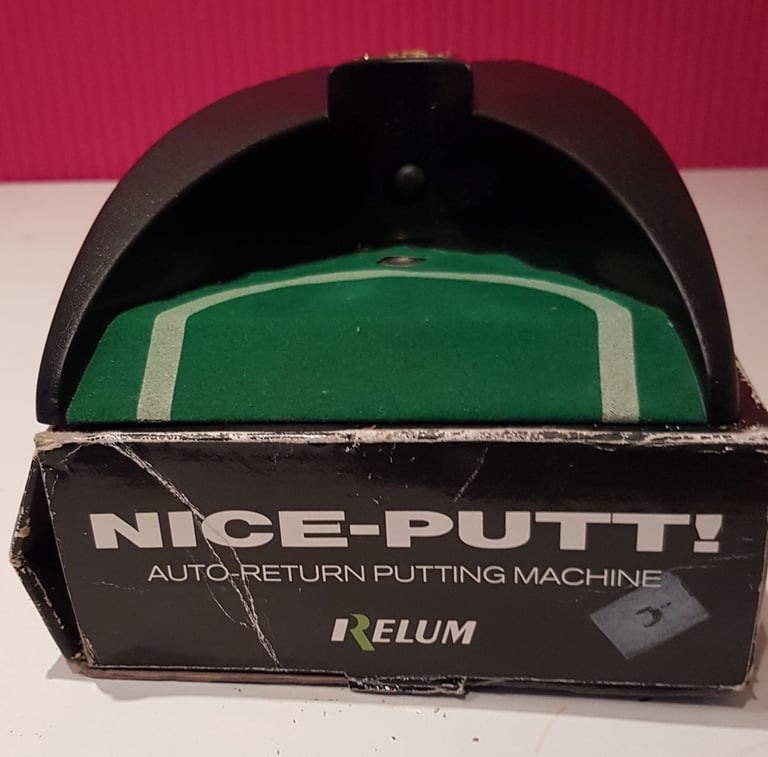 NICE-PUTT!
AUTO-RETURN PUTTING MACHINE
RELUM